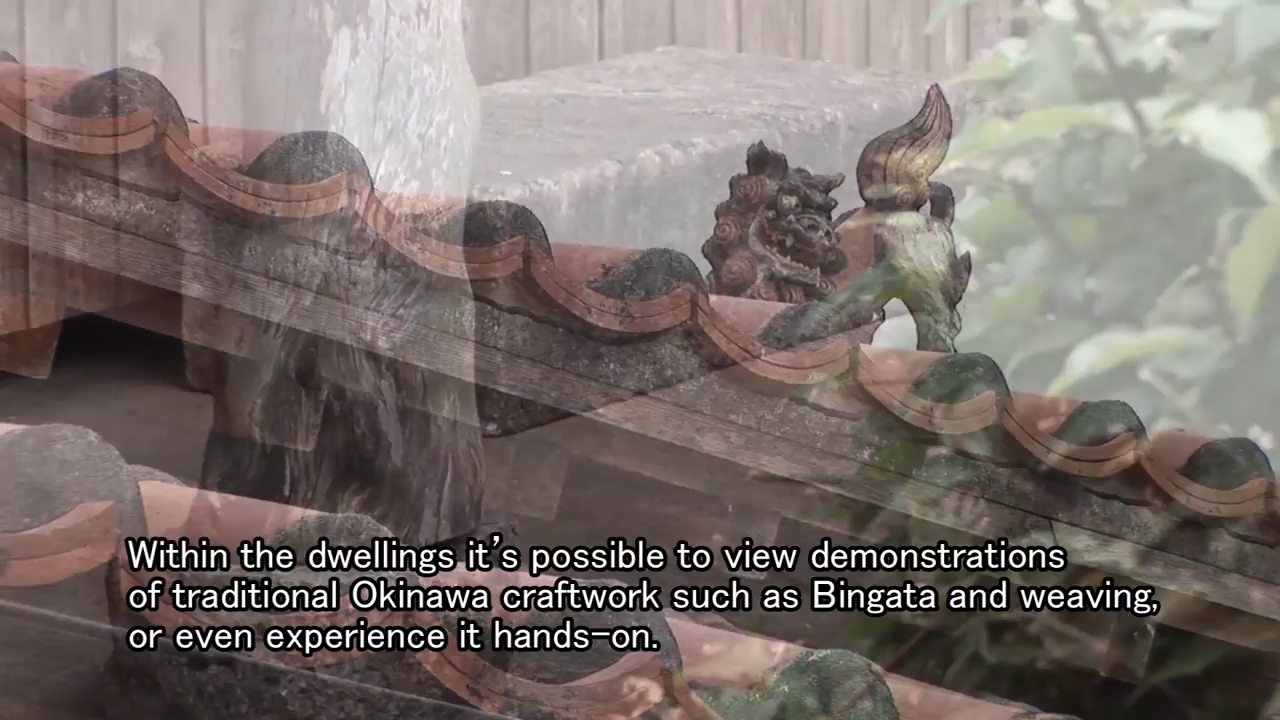 Within the dwellings it's possible to view demonstrations
of traditional Okinawa craftwork such as Bingata and weaving,
or even experience it hands-on.